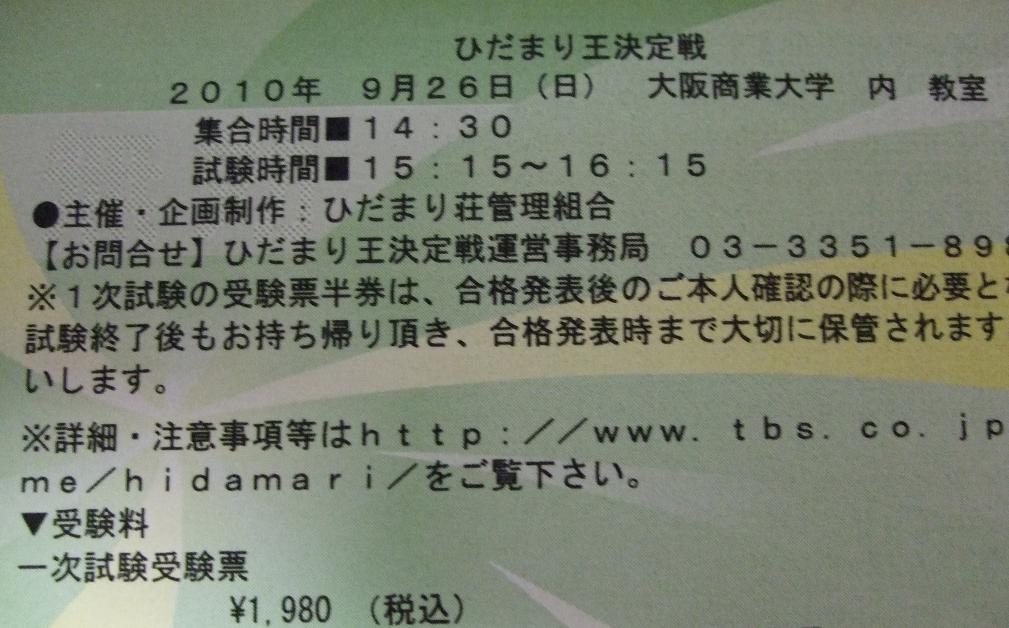 ひだまり王決定戦
２０１０年　９月２６日（日）　大阪商業大学　内　教室
集合時間■１４：３０
試験時間■１５：１５～１６：１５
●主催・企画制作：ひだまり荘管理組合
【お問合せ】ひだまり王決定戦運営事務局　０３－３３５１－８９８
※１次試験の受験票半券は、合格発表後のご本人確認の際に必要とな
試験終了後もお持ち帰り頂き、合格発表時まで大切に保管されます
いします。
※詳細・注意事項等はｈｔｔｐ：／／ｗｗｗ．ｔｂｓ．ｃｏ．ｊｐ
ｍｅ／ｈｉｄａｍａｒｉ／をご覧下さい。
▼受験料
一次試験受験票
¥1,980　（税込）